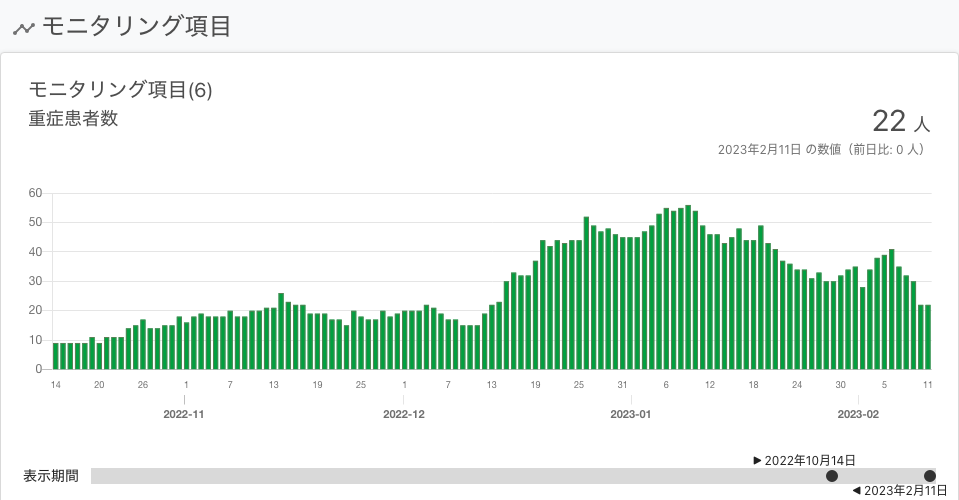 モニタリング項目
モニタリング項目(6)
重症患者数
22 人
2023年2月11日 の数値（前日比: 0 人）
60
50
40
30
20
10
0
14 20 26 1 7 13 19 25 1 7 13 19 25 31 6 12 18 24 30 5 11
2022-11 2022-12 2023-01 2023-02
▶ 2022年10月14日
表示期間
◀ 2023年2月11日